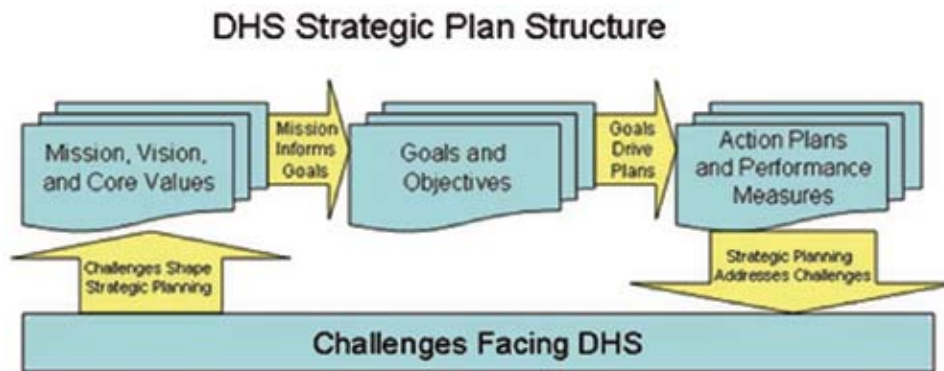 DHS Strategic Plan Structure
Mission, Vision,
and Core Values
Mission
Informs
Goals
Goals and
Objectives
Goals
Drive
Plans
Action Plans
and Performance
Measures
Challenges Shape
Strategic Planning
Strategic Planning
Addresses Challenges
Challenges Facing DHS